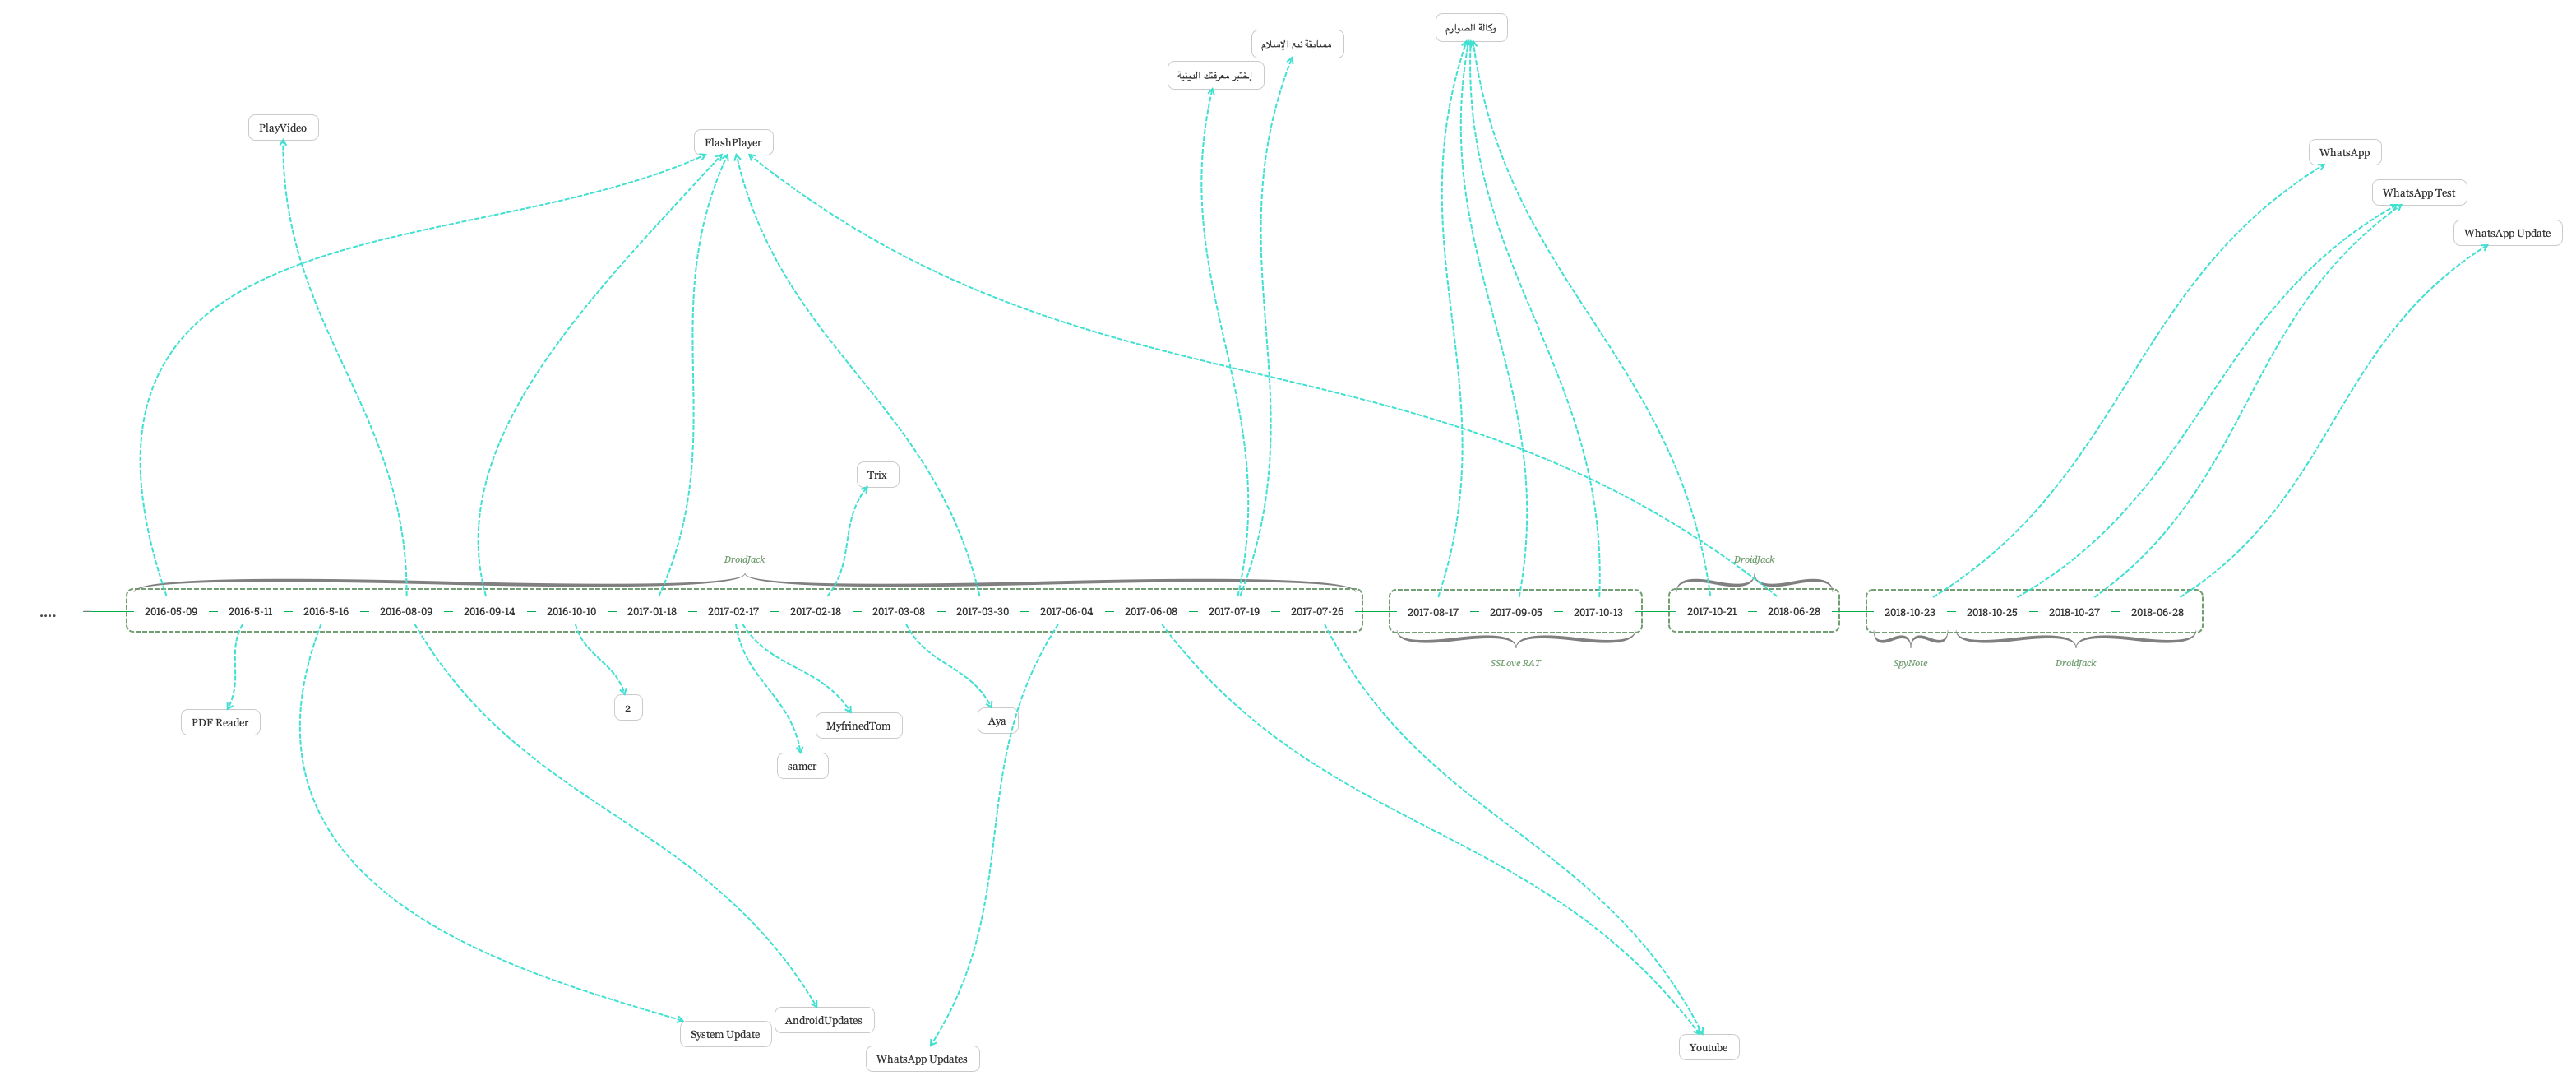 وكالة الصوارم
مسابقة نبع الإسلام
إختبر معرفتك الدينية
PlayVideo
FlashPlayer
WhatsApp
WhatsApp Test
WhatsApp Update
Trix
DroidJack
DroidJack
.... 2016-05-09 — 2016-5-11 — 2016-5-16 — 2016-08-09 — 2016-09-14 — 2016-10-10 — 2017-01-18 — 2017-02-17 — 2017-02-18 — 2017-03-08 — 2017-03-30 — 2017-06-04 — 2017-06-08 — 2017-07-19 — 2017-07-26 — 2017-08-17 — 2017-09-05 — 2017-10-13 — 2017-10-21 — 2018-06-28 — 2018-10-23 — 2018-10-25 — 2018-10-27 — 2018-06-28
SSLove RAT
SpyNote
DroidJack
PDF Reader
2
MyfrinedTom
Aya
samer
System Update
AndroidUpdates
WhatsApp Updates
Youtube